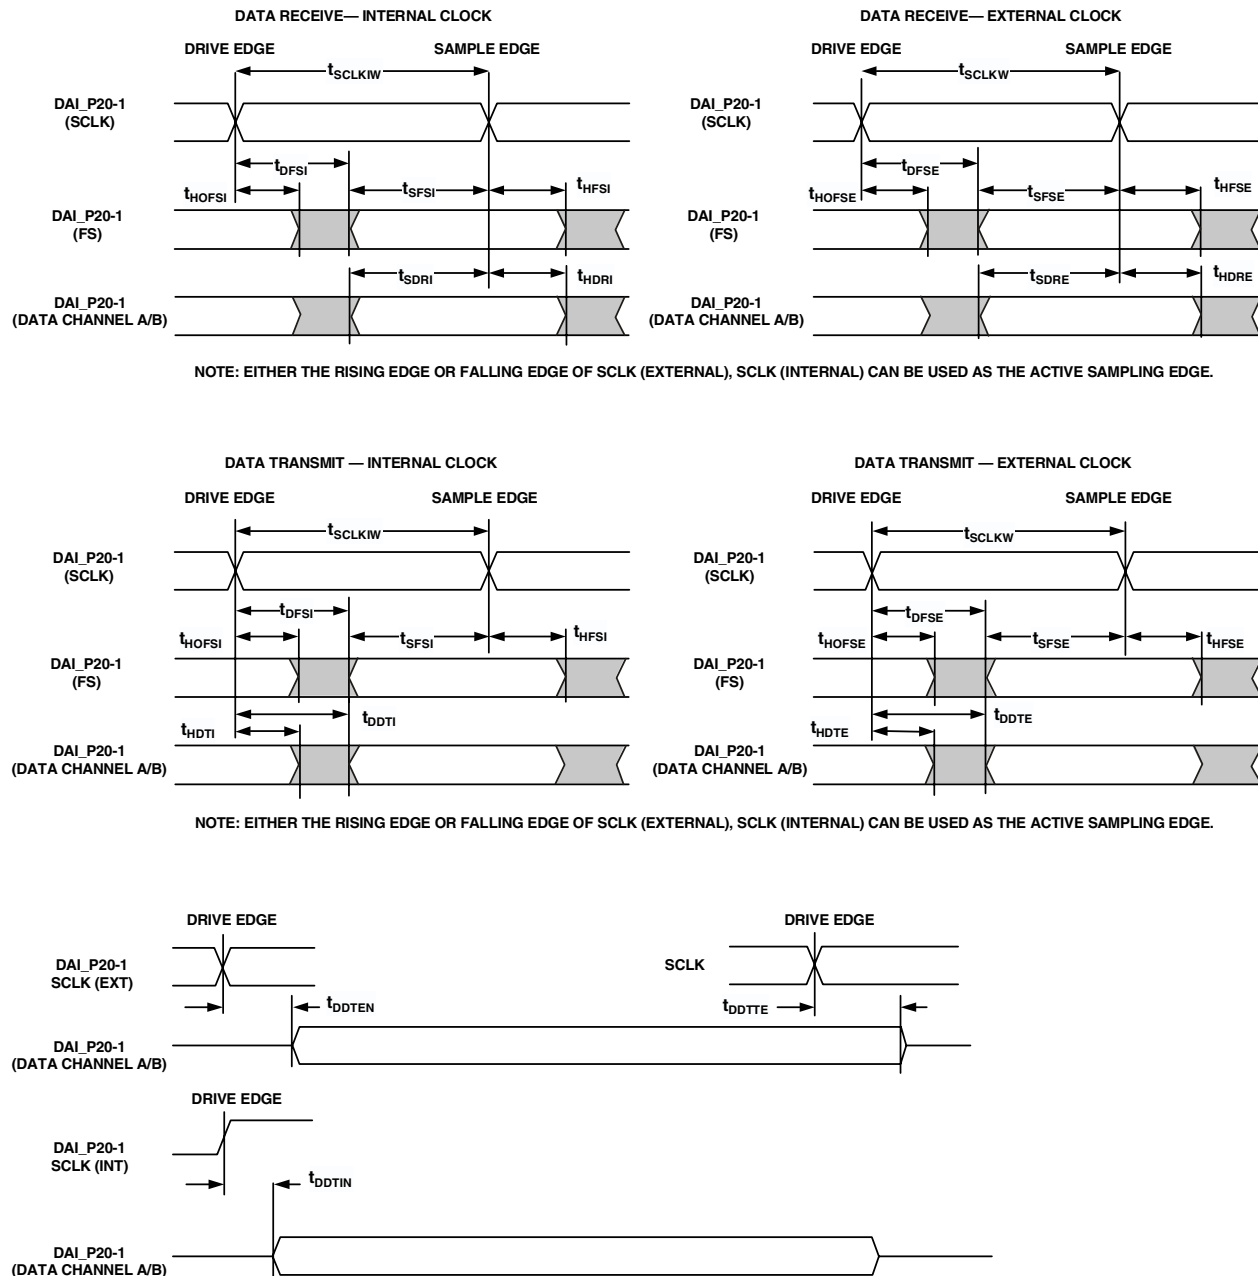 DATA RECEIVE— INTERNAL CLOCK
DRIVE EDGE
SAMPLE EDGE
tSCLKIW
DAI_P20-1
(SCLK)
tDFSI
tHOFSI
tSFSI
tHFSI
DAI_P20-1
(FS)
tSDRI
tHDRI
DAI_P20-1
(DATA CHANNEL A/B)
DATA RECEIVE— EXTERNAL CLOCK
DRIVE EDGE
SAMPLE EDGE
tSCLKW
DAI_P20-1
(SCLK)
tDFSE
tHOFSE
tSFSE
tHFSE
DAI_P20-1
(FS)
tSDRE
tHDRE
DAI_P20-1
(DATA CHANNEL A/B)
NOTE: EITHER THE RISING EDGE OR FALLING EDGE OF SCLK (EXTERNAL), SCLK (INTERNAL) CAN BE USED AS THE ACTIVE SAMPLING EDGE.
DATA TRANSMIT — INTERNAL CLOCK
DRIVE EDGE
SAMPLE EDGE
tSCLKIW
DAI_P20-1
(SCLK)
tDFSI
tHOFSI
tSFSI
tHFSI
DAI_P20-1
(FS)
tDDTI
tHDTI
DAI_P20-1
(DATA CHANNEL A/B)
DATA TRANSMIT — EXTERNAL CLOCK
DRIVE EDGE
SAMPLE EDGE
tSCLKW
DAI_P20-1
(SCLK)
tDFSE
tHOFSE
tSFSE
tHFSE
DAI_P20-1
(FS)
tDDTE
tHDTE
DAI_P20-1
(DATA CHANNEL A/B)
NOTE: EITHER THE RISING EDGE OR FALLING EDGE OF SCLK (EXTERNAL), SCLK (INTERNAL) CAN BE USED AS THE ACTIVE SAMPLING EDGE.
DRIVE EDGE
DRIVE EDGE
DAI_P20-1
SCLK (EXT)
SCLK
tDDTEN
tDDTTE
DAI_P20-1
(DATA CHANNEL A/B)
DRIVE EDGE
DAI_P20-1
SCLK (INT)
tDDTIN
DAI_P20-1
(DATA CHANNEL A/B)